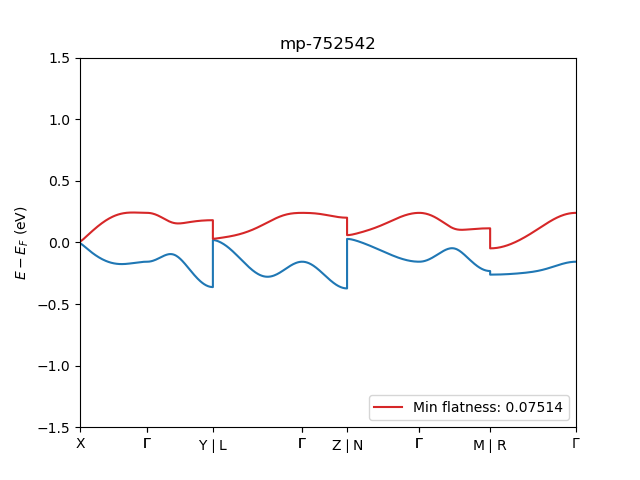 mp-752542
1.5
1.0
0.5
0.0
−0.5
−1.0
−1.5
E − E_F (eV)
Min flatness: 0.07514
X Γ Y | L Γ Z | N Γ M | R Γ